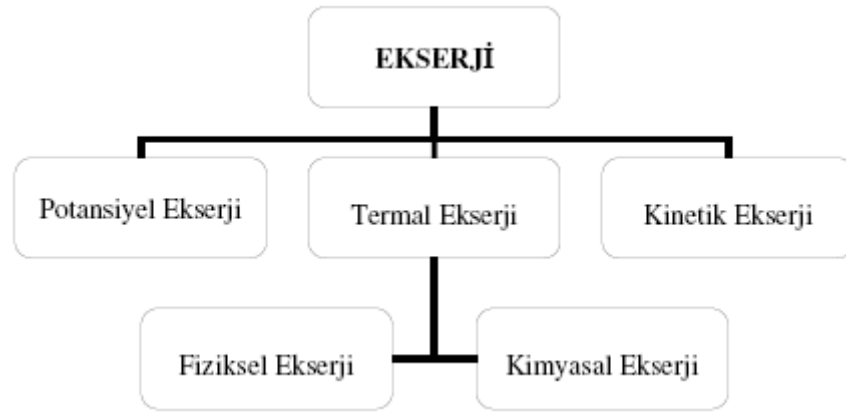 EKSERJİ
Potansiyel Ekserji
Termal Ekserji
Kinetik Ekserji
Fiziksel Ekserji
Kimyasal Ekserji